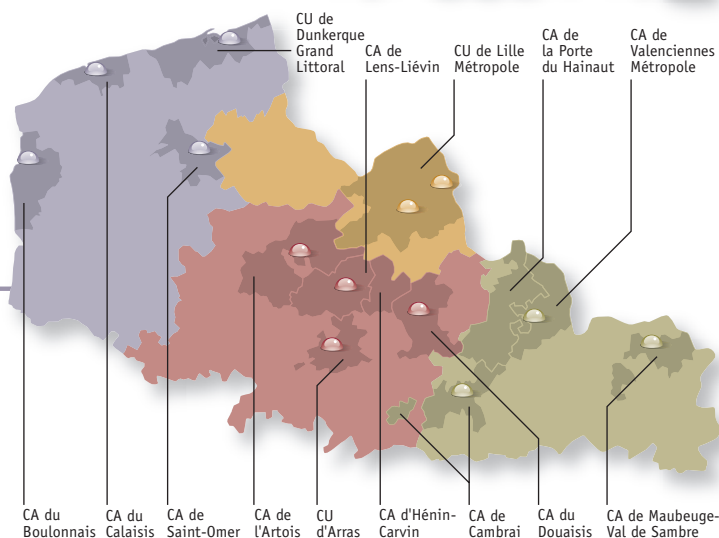 CU de
Dunkerque
Grand
Littoral
CA de
Lens-Liévin
CU de Lille
Métropole
CA de
la Porte
du Hainaut
CA de
Valenciennes
Métropole
CA du
Boulonnais
CA du
Calaisis
CA de
Saint-Omer
CA de
l'Artois
CU
d'Arras
CA d'Hénin-
Carvin
CA de
Cambrai
CA du
Douaisis
CA de Maubeuge-
Val de Sambre